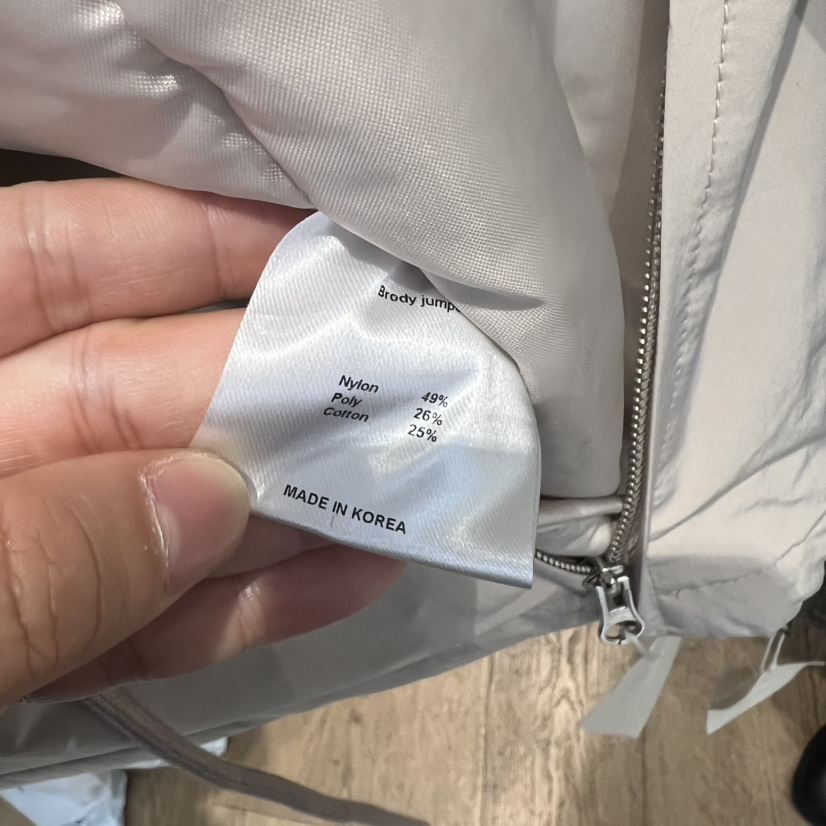 Brody jump
Nylon 49%
Poly 26%
Cotton 25%
MADE IN KOREA